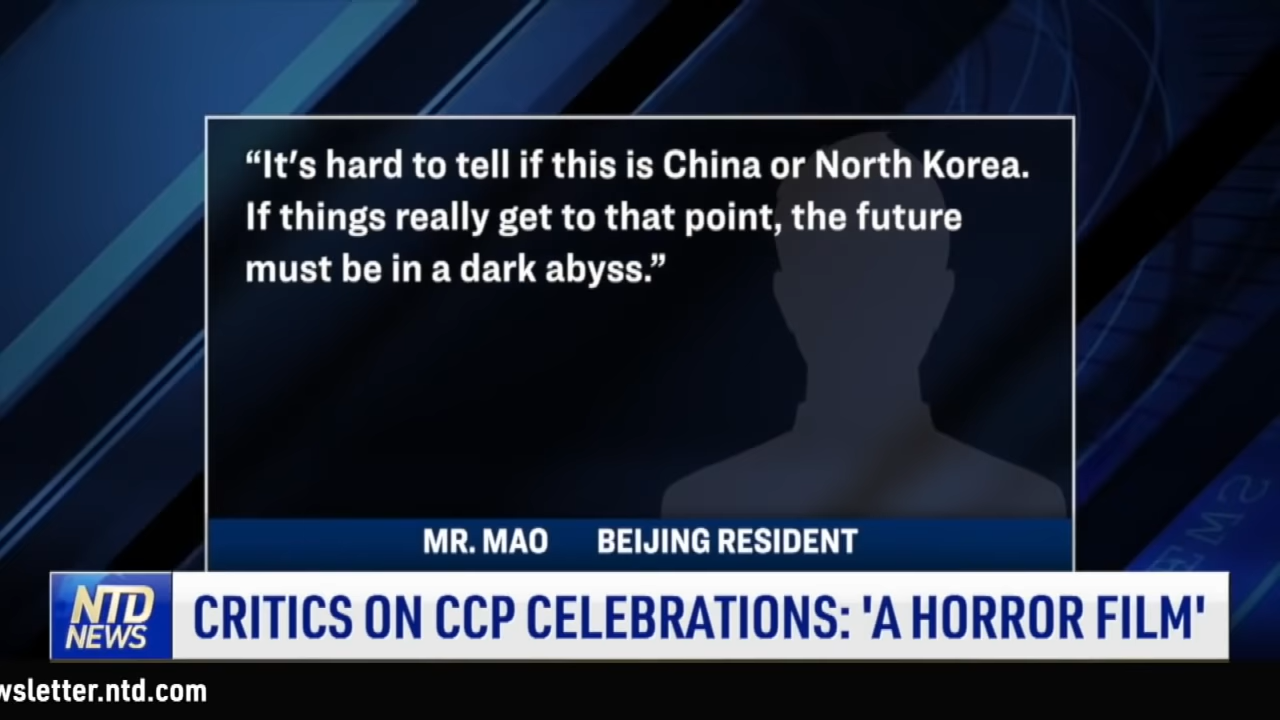 “It's hard to tell if this is China or North Korea.
If things really get to that point, the future
must be in a dark abyss.”
MR. MAO BEIJING RESIDENT
NTD
NEWS
CRITICS ON CCP CELEBRATIONS: 'A HORROR FILM'
wsletter.ntd.com